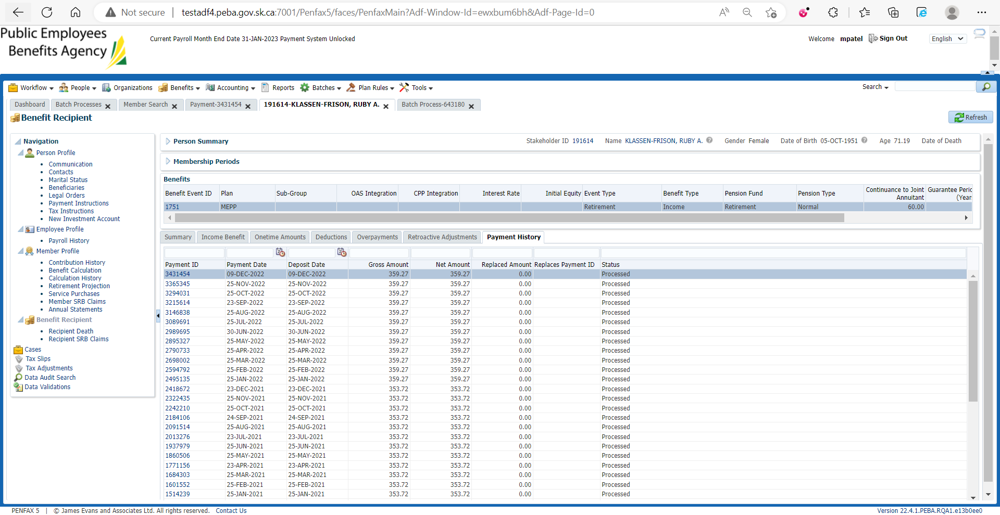 Not secure | testadf4.peba.gov.sk.ca:7001/Penfax5/faces/PenfaxMain?Adf-Window-Id=ewxbum6bh&Adf-Page-Id=0
Public Employees
Benefits Agency
Current Payroll Month End Date 31-JAN-2023 Payment System Unlocked
Welcome mpatel Sign Out English
Workflow People Organizations Benefits Accounting Reports Batches Plan Rules Tools Search
Dashboard Batch Processes Member Search Payment-3431454 191614-KLASSEN-FRISON, RUBY A. Batch Process-643180
Benefit Recipient
Refresh
Navigation
Person Profile
Communication
Contacts
Marital Status
Beneficiaries
Legal Orders
Payment Instructions
Tax Instructions
New Investment Account
Employee Profile
Payroll History
Member Profile
Contribution History
Benefit Calculation
Calculation History
Retirement Projection
Service Purchases
Member SRB Claims
Annual Statements
Benefit Recipient
Recipient Death
Recipient SRB Claims
Cases
Tax Slips
Tax Adjustments
Data Audit Search
Data Validations
Person Summary Stakeholder ID 191614 Name KLASSEN-FRISON, RUBY A. Gender Female Date of Birth 05-OCT-1951 Age 71.19 Date of Death
Membership Periods
Benefits
Benefit Event ID Plan Sub-Group OAS Integration CPP Integration Interest Rate Initial Equity Event Type Benefit Type Pension Fund Pension Type Continuance to Joint Annuitant Guarantee Peric (Year
1751 MEPP Retirement Income Retirement Normal 60.00
Summary Income Benefit Onetime Amounts Deductions Overpayments Retroactive Adjustments Payment History
Payment ID Payment Date Deposit Date Gross Amount Net Amount Replaced Amount Replaces Payment ID Status
3431454 09-DEC-2022 09-DEC-2022 359.27 359.27 0.00 Processed
3365345 25-NOV-2022 25-NOV-2022 359.27 359.27 0.00 Processed
3294031 25-OCT-2022 25-OCT-2022 359.27 359.27 0.00 Processed
3215614 23-SEP-2022 23-SEP-2022 359.27 359.27 0.00 Processed
3146838 25-AUG-2022 25-AUG-2022 359.27 359.27 0.00 Processed
3089691 25-JUL-2022 25-JUL-2022 359.27 359.27 0.00 Processed
2989695 30-JUN-2022 30-JUN-2022 359.27 359.27 0.00 Processed
2895327 25-MAY-2022 25-MAY-2022 359.27 359.27 0.00 Processed
2790733 25-APR-2022 25-APR-2022 359.27 359.27 0.00 Processed
2698002 25-MAR-2022 25-MAR-2022 359.27 359.27 0.00 Processed
2594792 25-FEB-2022 25-FEB-2022 359.27 359.27 0.00 Processed
2495135 25-JAN-2022 25-JAN-2022 359.27 359.27 0.00 Processed
2418672 23-DEC-2021 23-DEC-2021 353.72 353.72 0.00 Processed
2322435 25-NOV-2021 25-NOV-2021 353.72 353.72 0.00 Processed
2242210 25-OCT-2021 25-OCT-2021 353.72 353.72 0.00 Processed
2184106 24-SEP-2021 24-SEP-2021 353.72 353.72 0.00 Processed
2091514 25-AUG-2021 25-AUG-2021 353.72 353.72 0.00 Processed
2013276 23-JUL-2021 23-JUL-2021 353.72 353.72 0.00 Processed
1937979 25-JUN-2021 25-JUN-2021 353.72 353.72 0.00 Processed
1860506 25-MAY-2021 25-MAY-2021 353.72 353.72 0.00 Processed
1771156 23-APR-2021 23-APR-2021 353.72 353.72 0.00 Processed
1684303 25-MAR-2021 25-MAR-2021 353.72 353.72 0.00 Processed
1601552 25-FEB-2021 25-FEB-2021 353.72 353.72 0.00 Processed
1514239 25-JAN-2021 25-JAN-2021 353.72 353.72 0.00 Processed
PENFAX 5 | © James Evans and Associates Ltd. All rights reserved. Contact Us Version 22.4.1.PEBA.RQA1.e13b0ee0